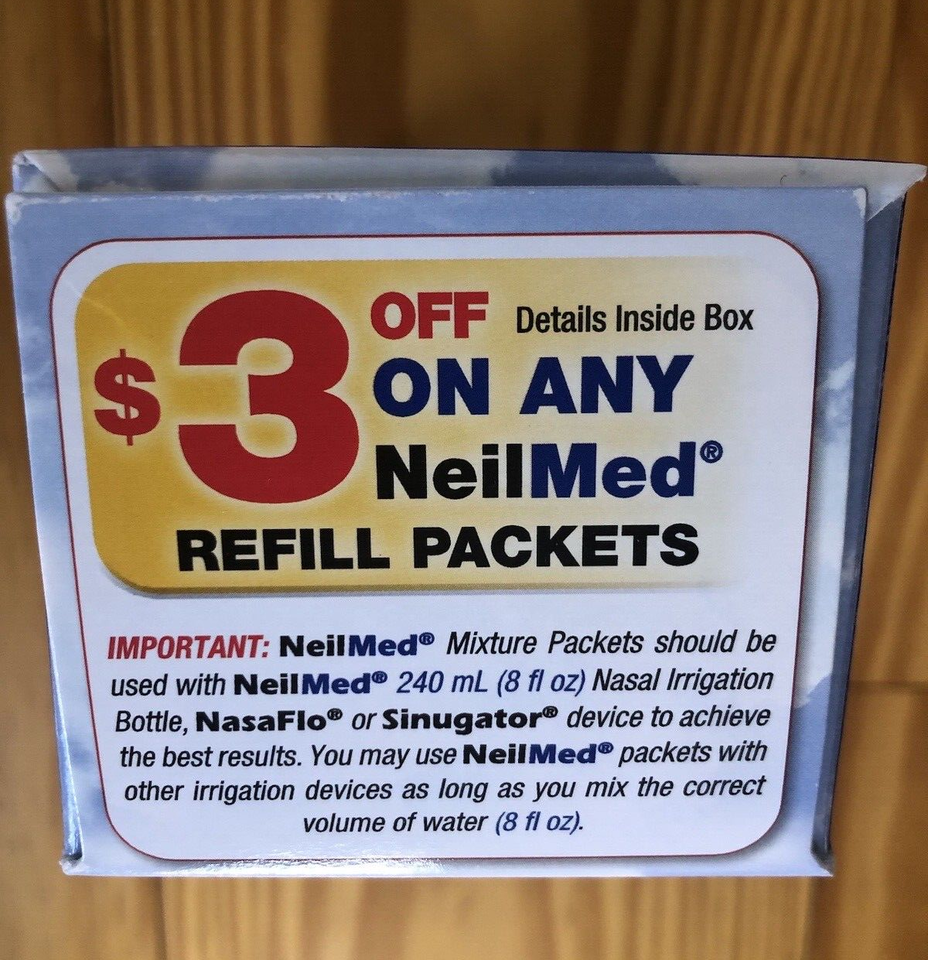 $3 OFF Details Inside Box
ON ANY
NeilMed®
REFILL PACKETS
IMPORTANT: NeilMed® Mixture Packets should be
used with NeilMed® 240 mL (8 fl oz) Nasal Irrigation
Bottle, NasaFlo® or Sinugator® device to achieve
the best results. You may use NeilMed® packets with
other irrigation devices as long as you mix the correct
volume of water (8 fl oz).